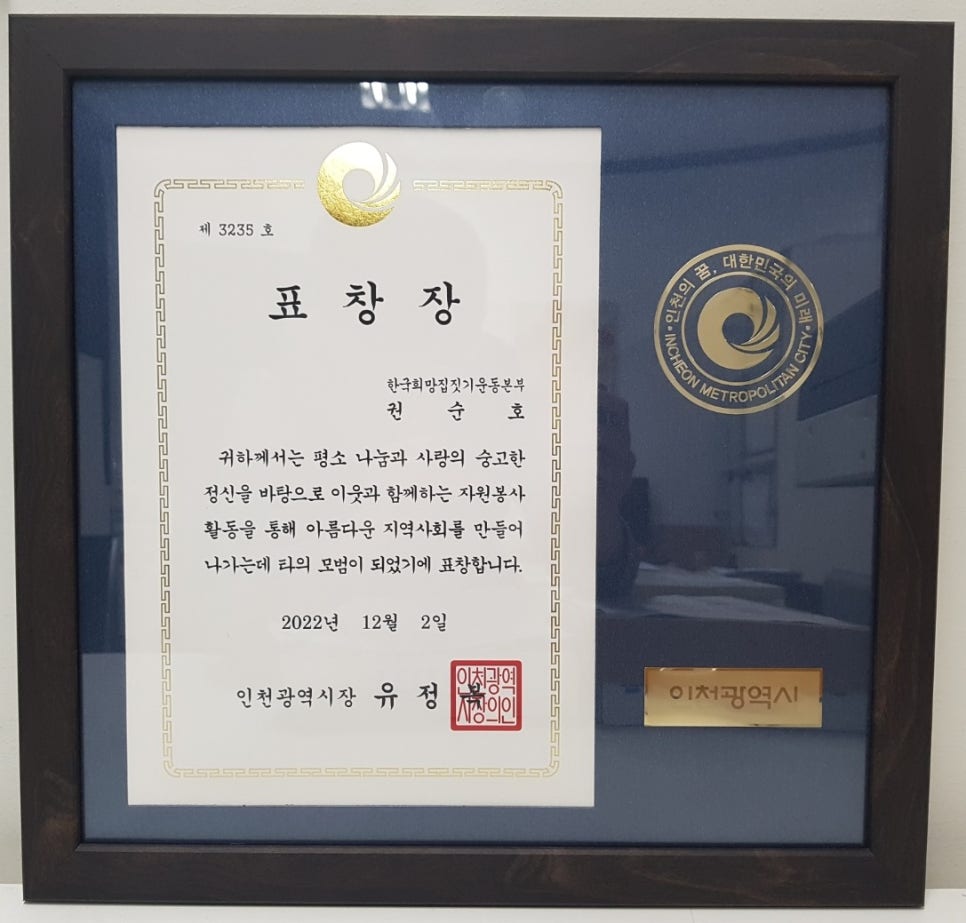 제 3235 호
표 창 장
한국희망집짓기운동본부
권 순 호
귀하께서는 평소 나눔과 사랑의 숭고한
정신을 바탕으로 이웃과 함께하는 자원봉사
활동을 통해 아름다운 지역사회를 만들어
나가는데 타의 모범이 되었기에 표창합니다.
2022년 12월 2일
인천광역시장 유 정 복
인천광역
시장의인
인천의 꿈, 대한민국의 미래
INCHEON METROPOLITAN CITY
인천광역시